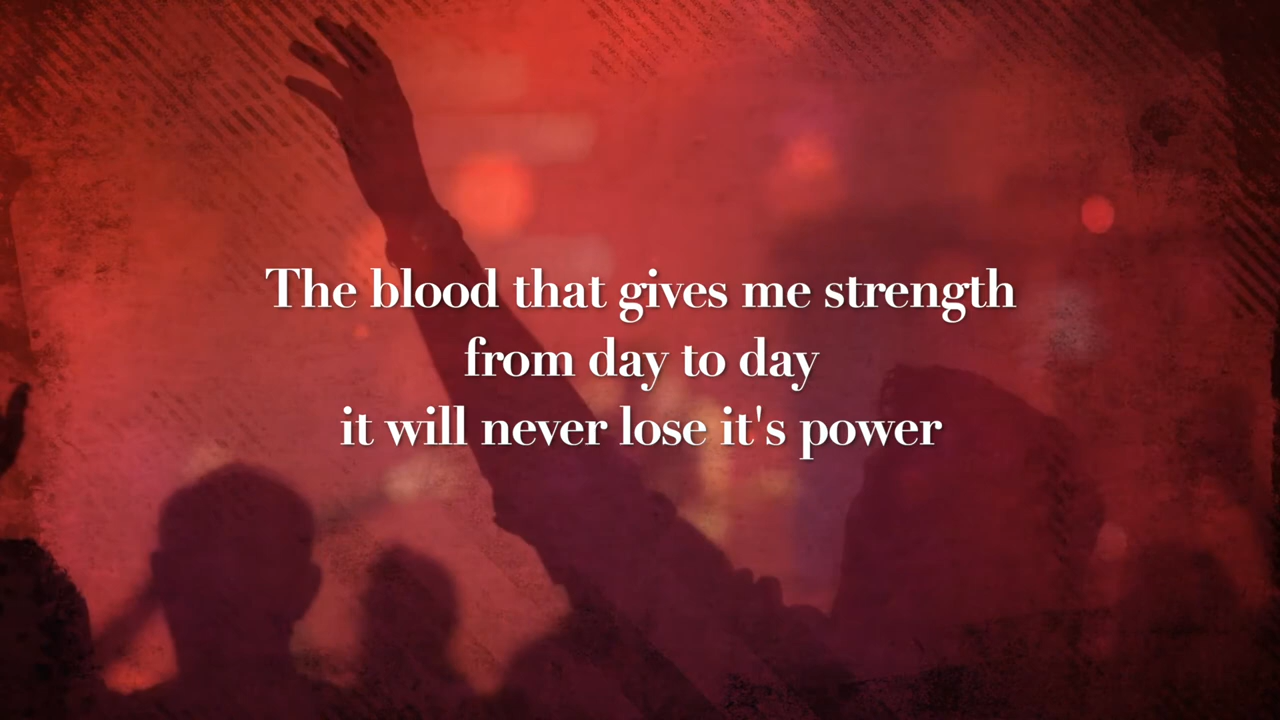 The blood that gives me strength
from day to day
it will never lose it's power